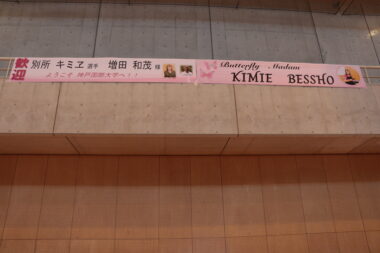 歓迎
別所 キミヱ 選手 増田 和茂 様
ようこそ 神戸国際大学へ!!
Butterfly Madam
KIMIE BESSHO